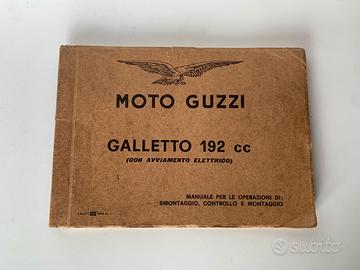 MOTO GUZZI
GALLETTO 192 cc
(CON AVVIAMENTO ELETTRICO)
MANUALE PER LE OPERAZIONI DI:
SMONTAGGIO, CONTROLLO E MONTAGGIO
subito